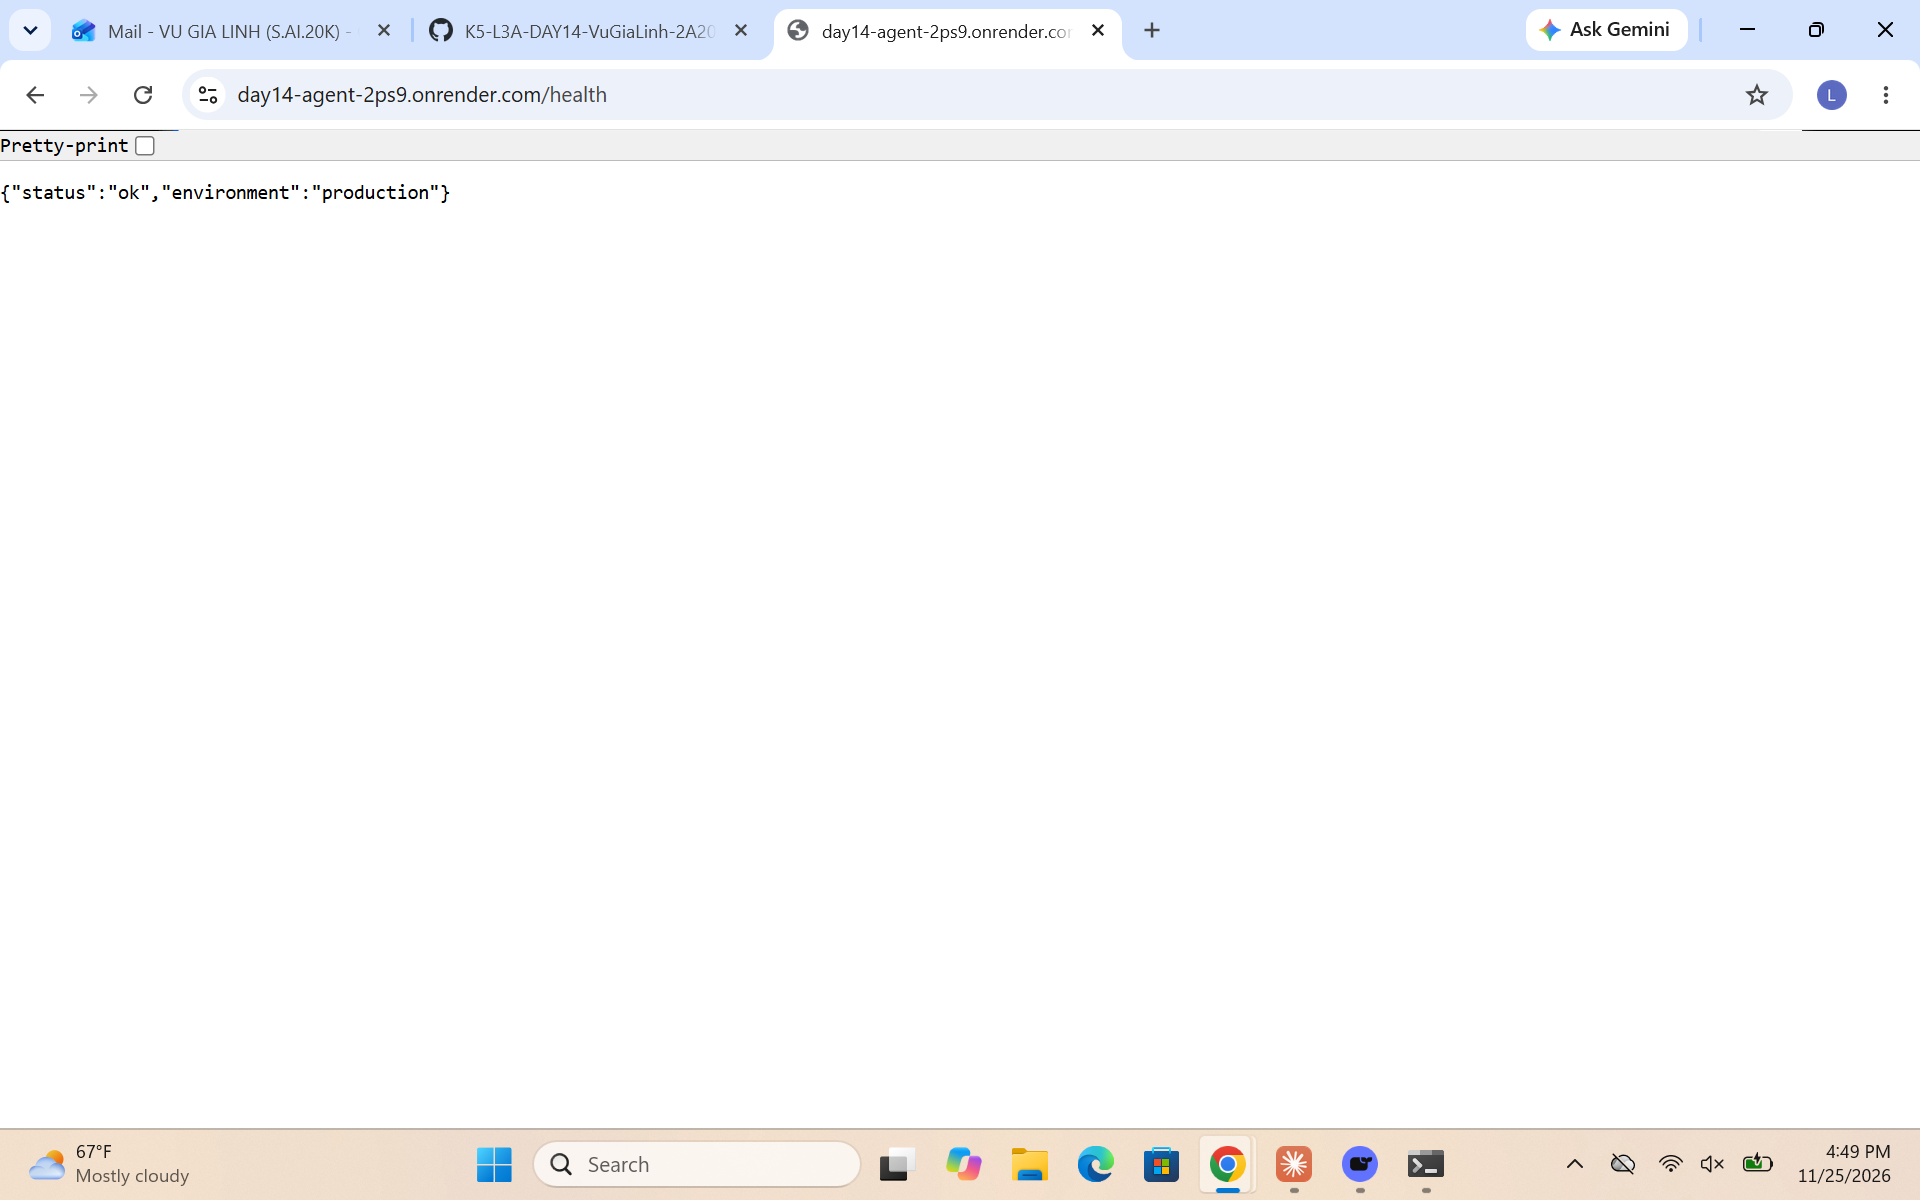 Mail - VU GIA LINH (S.AI.20K) -
K5-L3A-DAY14-VuGiaLinh-2A20
day14-agent-2ps9.onrender.co
Ask Gemini
day14-agent-2ps9.onrender.com/health
L
Pretty-print
{"status":"ok","environment":"production"}
67°F
Mostly cloudy
Search
4:49 PM
11/25/2026